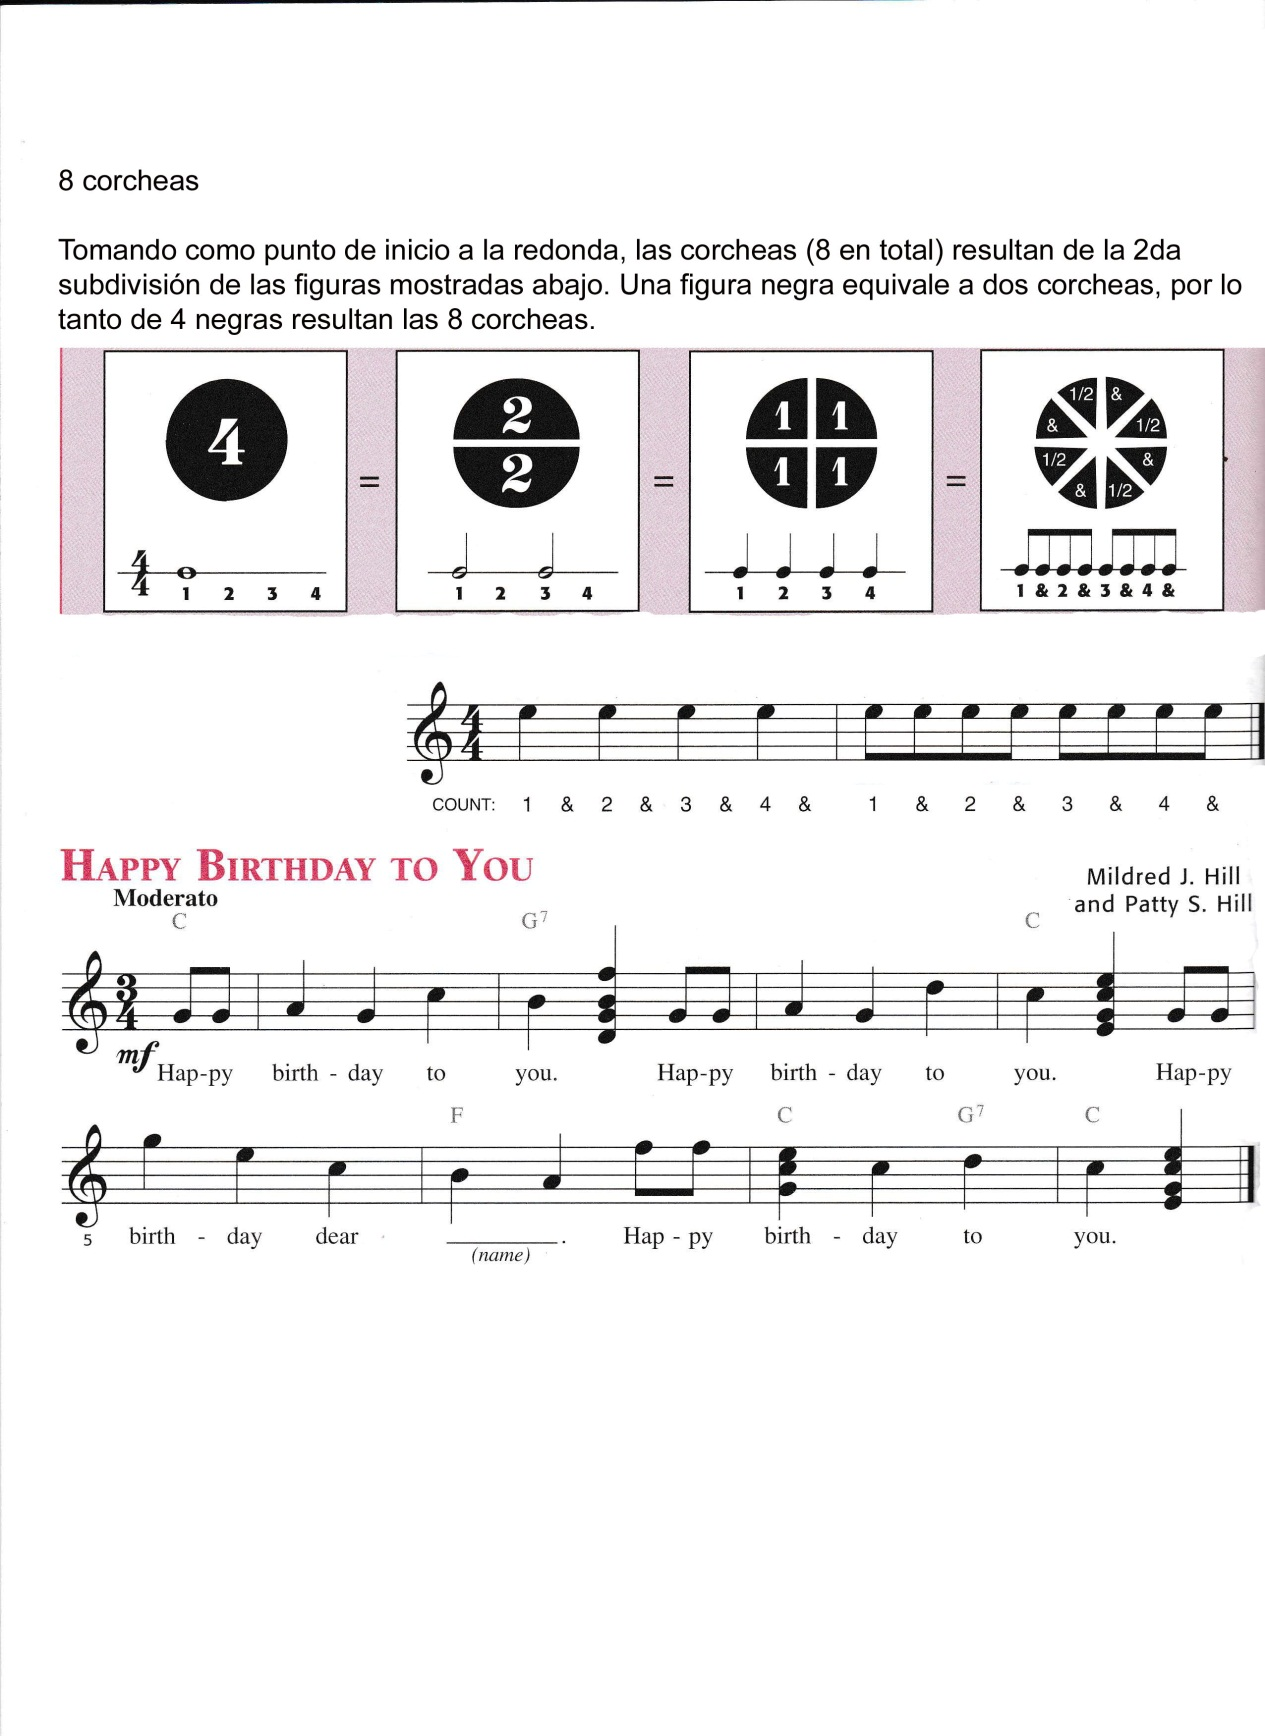 8 corcheas
Tomando como punto de inicio a la redonda, las corcheas (8 en total) resultan de la 2da
subdivisión de las figuras mostradas abajo. Una figura negra equivale a dos corcheas, por lo
tanto de 4 negras resultan las 8 corcheas.
4 = 2 = 1 1 = 1/2 &
2 1 1 & 1/2
1/2 &
& 1/2
4
4
1 2 3 4 1 2 3 4 1 2 3 4 1 & 2 & 3 & 4 &
4
4
COUNT: 1 & 2 & 3 & 4 & 1 & 2 & 3 & 4 &
HAPPY BIRTHDAY TO YOU
Mildred J. Hill
and Patty S. Hill
Moderato
C G7 C
3
4
mf
Hap-py birth - day to you. Hap-py birth - day to you. Hap-py
F C G7 C
5 birth - day dear ________. Hap - py birth - day to you.
(name)